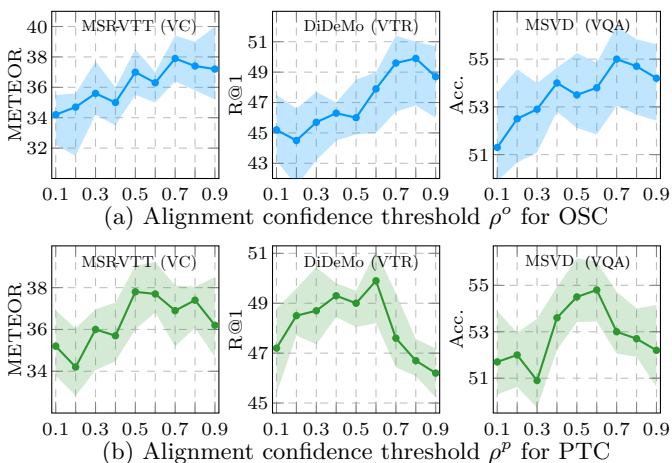 MSRVTT (VC)
DiDeMo (VTR)
MSVD (VQA)
METEOR
40
38
36
34
32
R@1
51
49
47
45
43
Acc.
55
53
51
0.1 0.3 0.5 0.7 0.9
0.1 0.3 0.5 0.7 0.9
0.1 0.3 0.5 0.7 0.9
(a) Alignment confidence threshold ρᵒ for OSC
MSRVTT (VC)
DiDeMo (VTR)
MSVD (VQA)
METEOR
38
36
34
R@1
51
49
47
45
Acc.
55
53
51
0.1 0.3 0.5 0.7 0.9
0.1 0.3 0.5 0.7 0.9
0.1 0.3 0.5 0.7 0.9
(b) Alignment confidence threshold ρᵖ for PTC